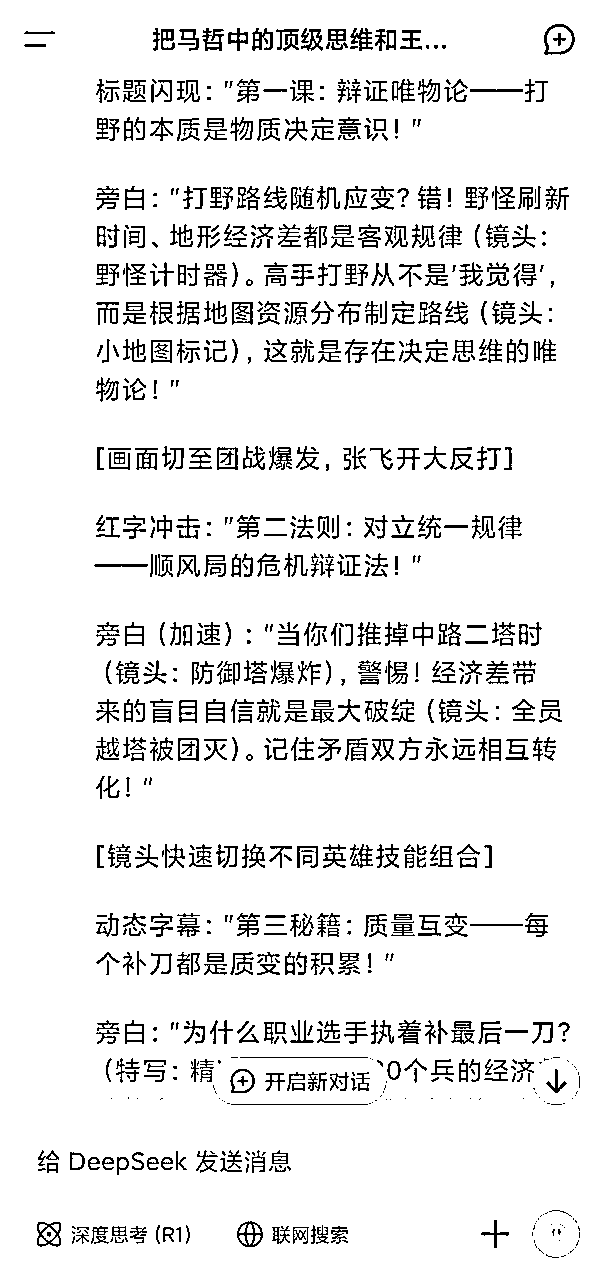 把马哲中的顶级思维和王...
标题闪现："第一课：辩证唯物论——打
野的本质是物质决定意识！"
旁白："打野路线随机应变？错！野怪刷新
时间、地形经济差都是客观规律（镜头：
野怪计时器）。高手打野从不是'我觉得'，
而是根据地图资源分布制定路线（镜头：
小地图标记），这就是存在决定思维的唯
物论！"
[画面切至团战爆发，张飞开大反打]
红字冲击："第二法则：对立统一规律
——顺风局的危机辩证法！"
旁白（加速）："当你们推掉中路二塔时
（镜头：防御塔爆炸），警惕！经济差带
来的盲目自信就是最大破绽（镜头：全员
越塔被团灭）。记住矛盾双方永远相互转
化！"
[镜头快速切换不同英雄技能组合]
动态字幕："第三秘籍：质量互变——每
个补刀都是质变的积累！"
旁白："为什么职业选手执着补最后一刀？
（特写：精
0个兵的经济
开启新对话
给 DeepSeek 发送消息
深度思考 (R1)
联网搜索